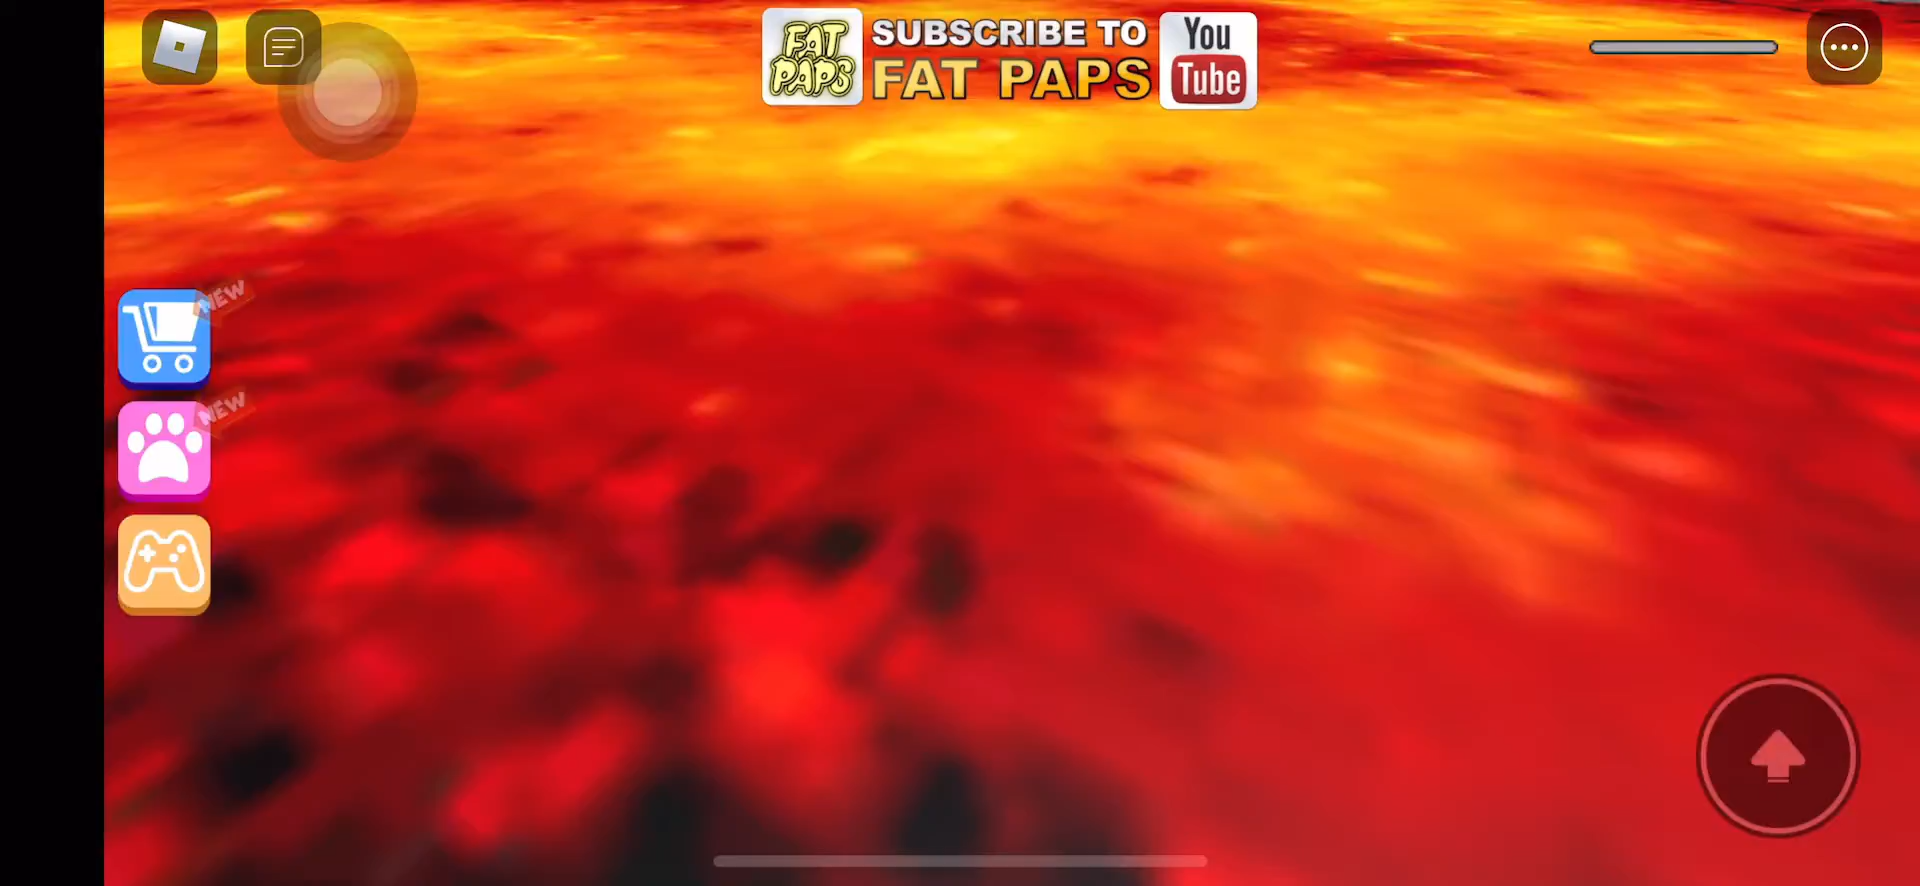 FAT
PAPS
SUBSCRIBE TO
FAT PAPS
You
Tube
NEW
NEW